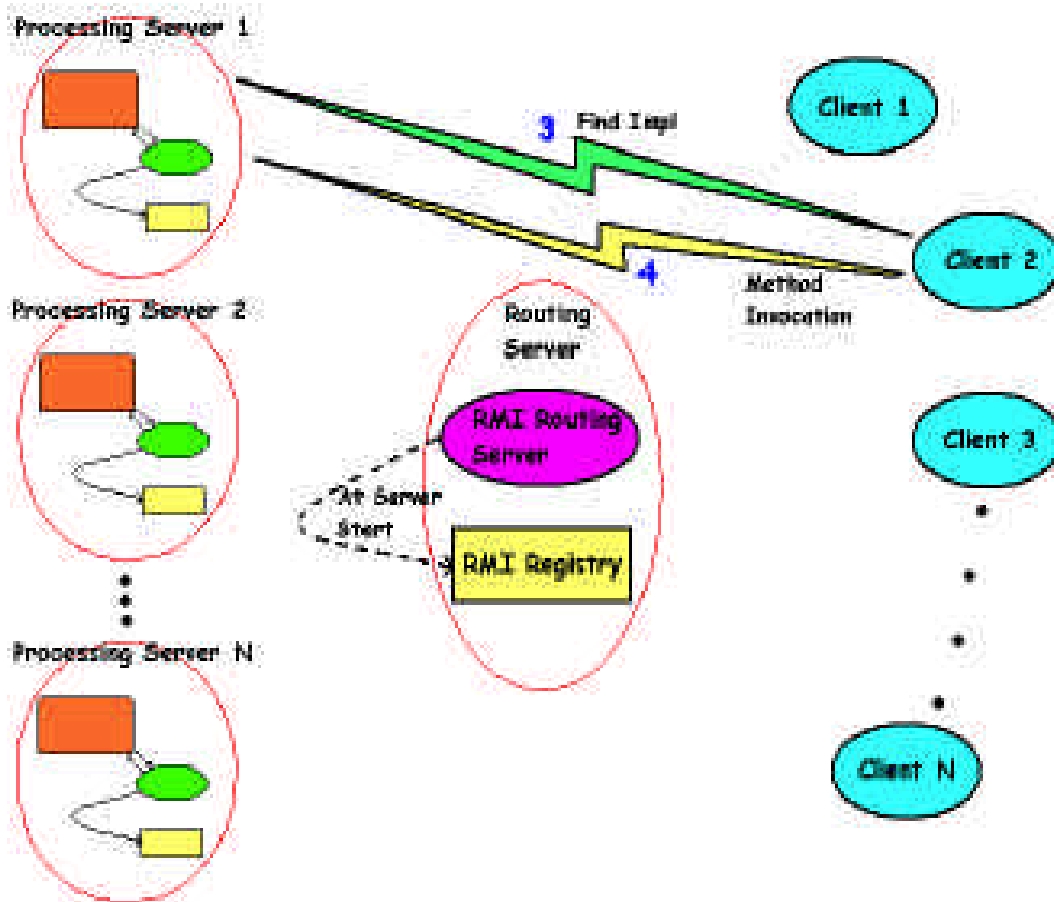 Processing Server 1
3
Find Impl
Client 1
Client 2
4
Method
Invocation
Processing Server 2
Routing
Server
RMI Routing
Server
Client 3
At Server
Start
RMI Registry
Processing Server N
Client N